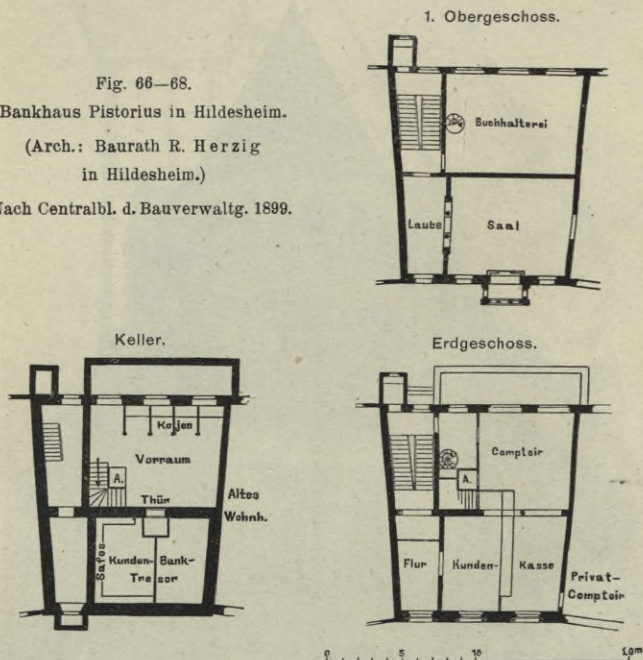 1. Obergeschoss.
Fig. 66—68.
Bankhaus Pistorius in Hildesheim.
(Arch.: Baurath R. Herzig
in Hildesheim.)
Nach Centralbl. d. Bauverwaltg. 1899.
Buchhalterei
Laube
Saal
Keller.
Kojen
Vorraum
A.
Thür
Altes
Wohnh.
Safes
Kunden- Bank-
Tresor
Erdgeschoss.
Comptoir
A.
Flur
Kunden-
Kasse
Privat-
Comptoir
0 5 10